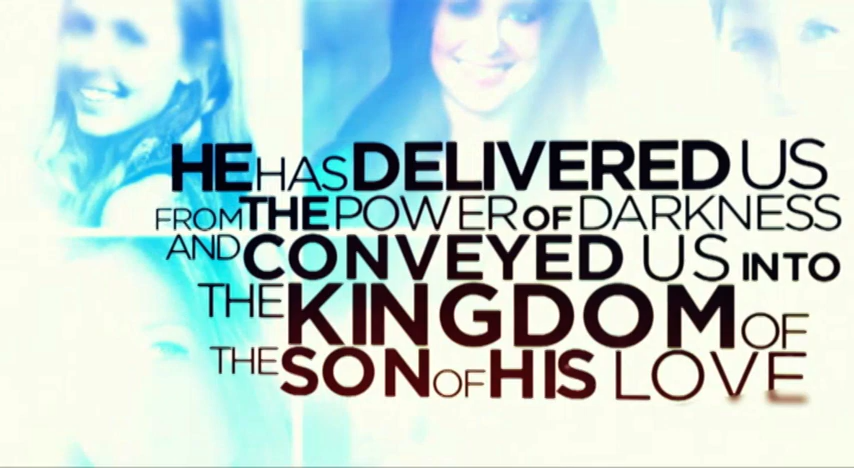 HE HAS DELIVERED US
FROM THE POWER OF DARKNESS
AND CONVEYED US INTO
THE KINGDOM OF
THE SON OF HIS LOVE